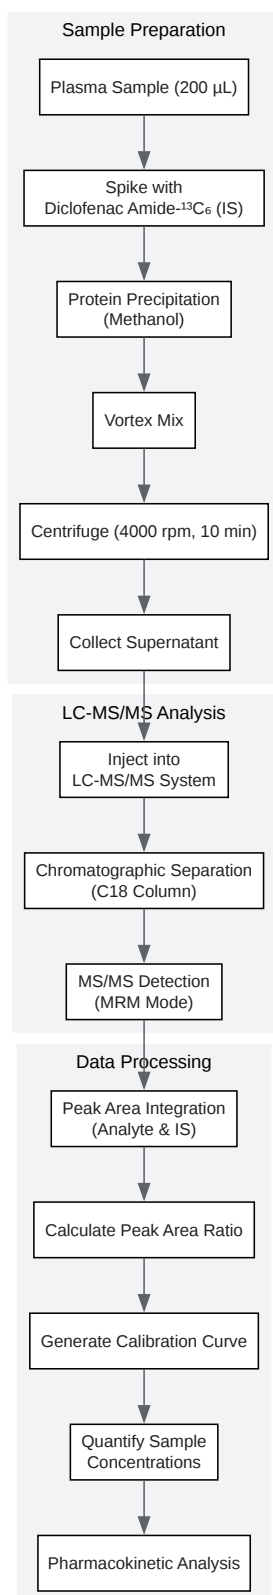 Sample Preparation
Plasma Sample (200 µL)
Spike with
Diclofenac Amide-¹³C₆ (IS)
Protein Precipitation
(Methanol)
Vortex Mix
Centrifuge (4000 rpm, 10 min)
Collect Supernatant
LC-MS/MS Analysis
Inject into
LC-MS/MS System
Chromatographic Separation
(C18 Column)
MS/MS Detection
(MRM Mode)
Data Processing
Peak Area Integration
(Analyte & IS)
Calculate Peak Area Ratio
Generate Calibration Curve
Quantify Sample
Concentrations
Pharmacokinetic Analysis